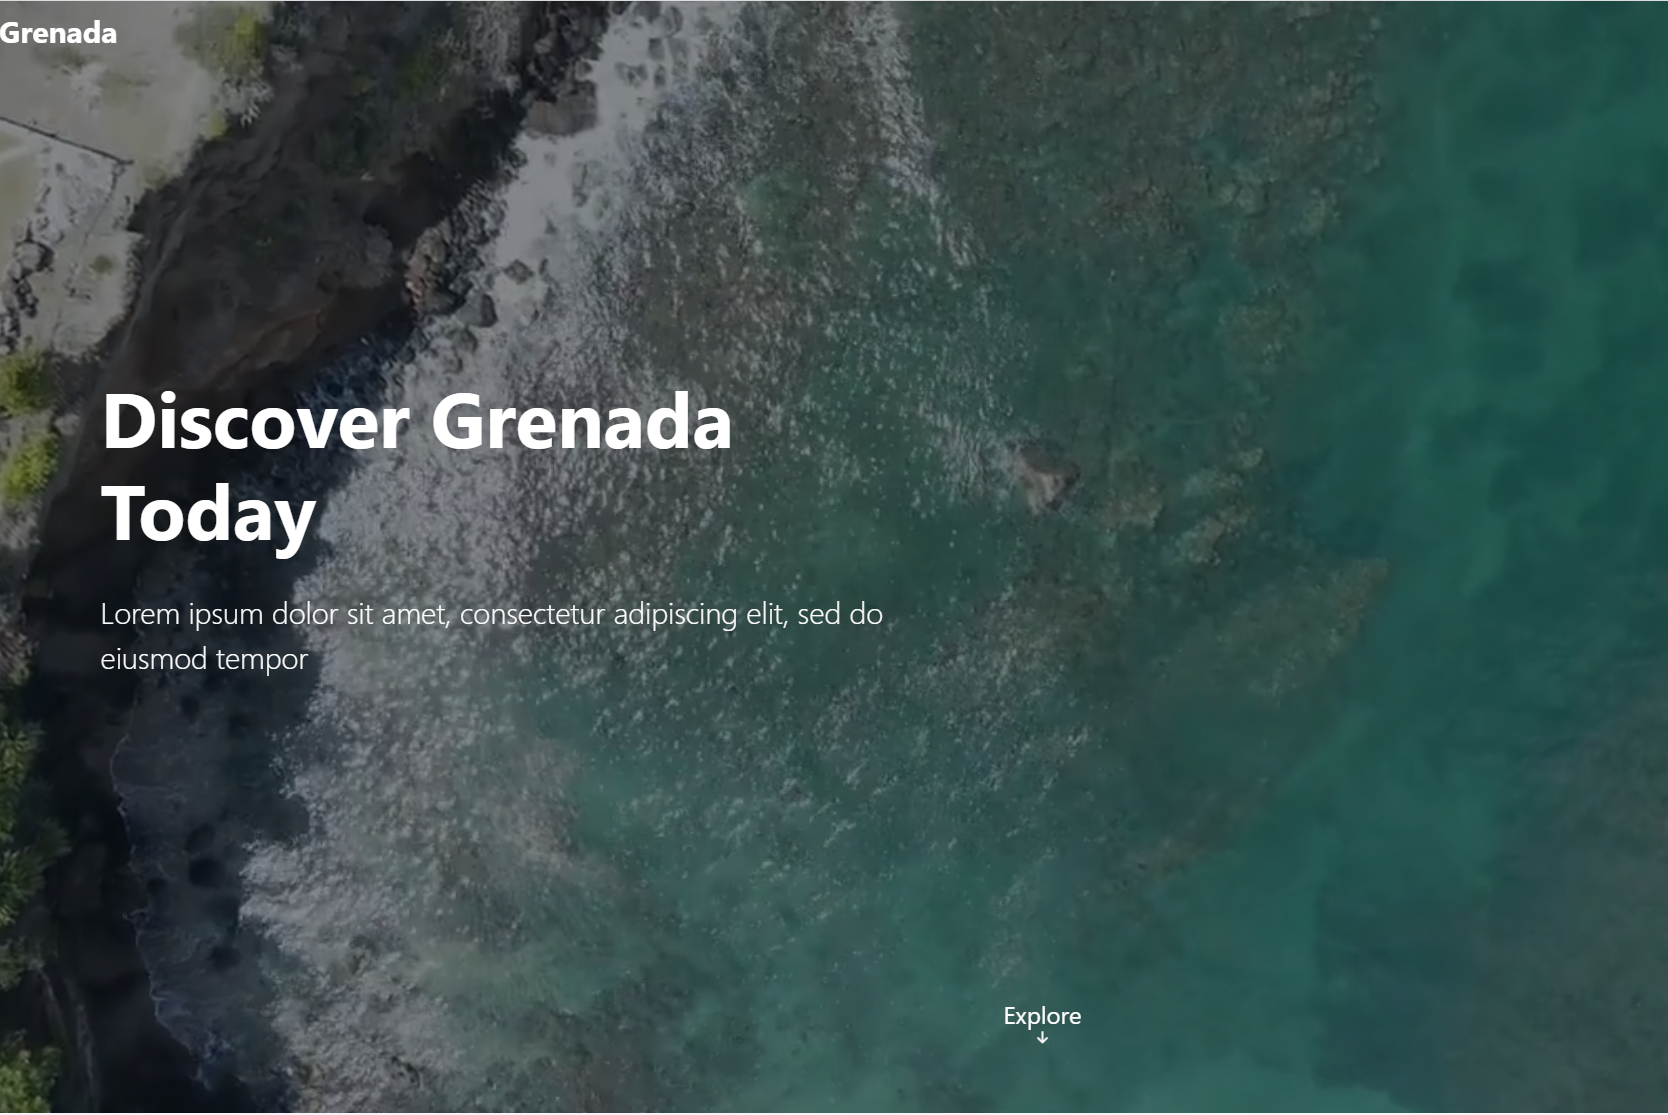 Grenada
Discover Grenada
Today
Lorem ipsum dolor sit amet, consectetur adipiscing elit, sed do
eiusmod tempor
Explore
↓